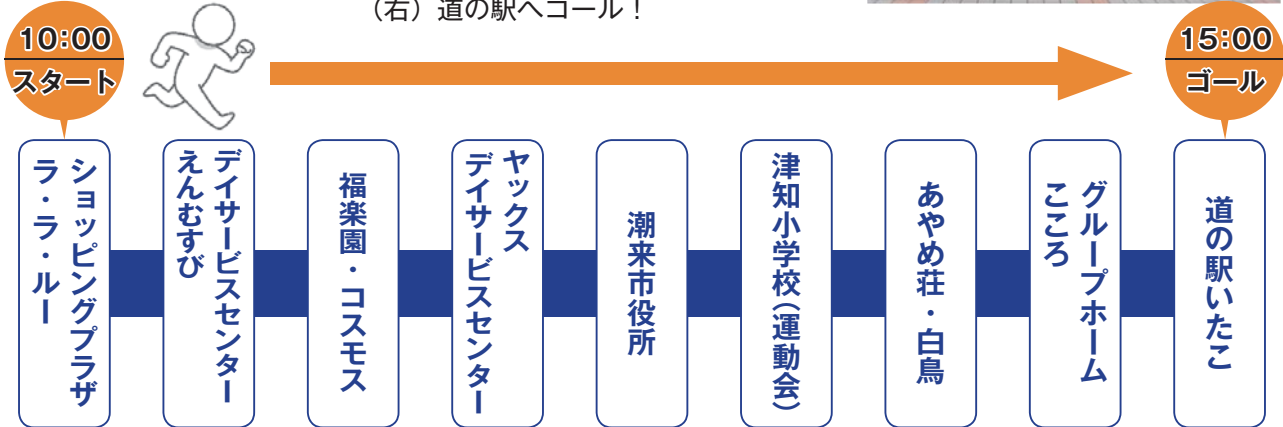 (右)道の駅へゴール!
10:00
スタート
15:00
ゴール
ショッピングプラザ
ラ・ラ・ルー
デイサービスセンター
えんむすび
福楽園・コスモス
ヤックス
デイサービスセンター
潮来市役所
津知小学校(運動会)
あやめ荘・白鳥
グループホーム
こころ
道の駅いたこ